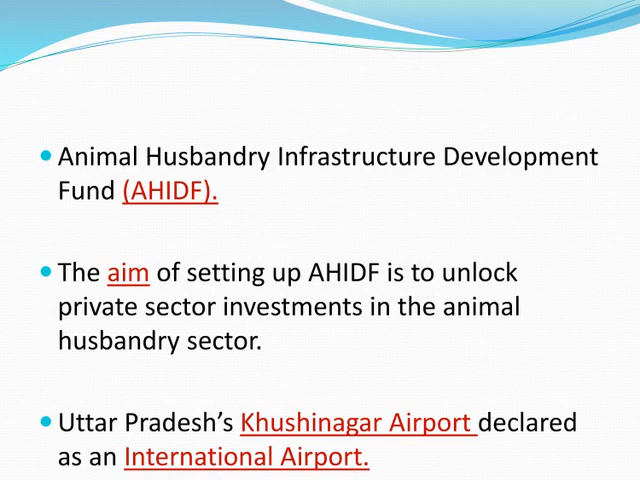 Animal Husbandry Infrastructure Development
Fund (AHIDF).
The aim of setting up AHIDF is to unlock
private sector investments in the animal
husbandry sector.
Uttar Pradesh’s Khushinagar Airport declared
as an International Airport.